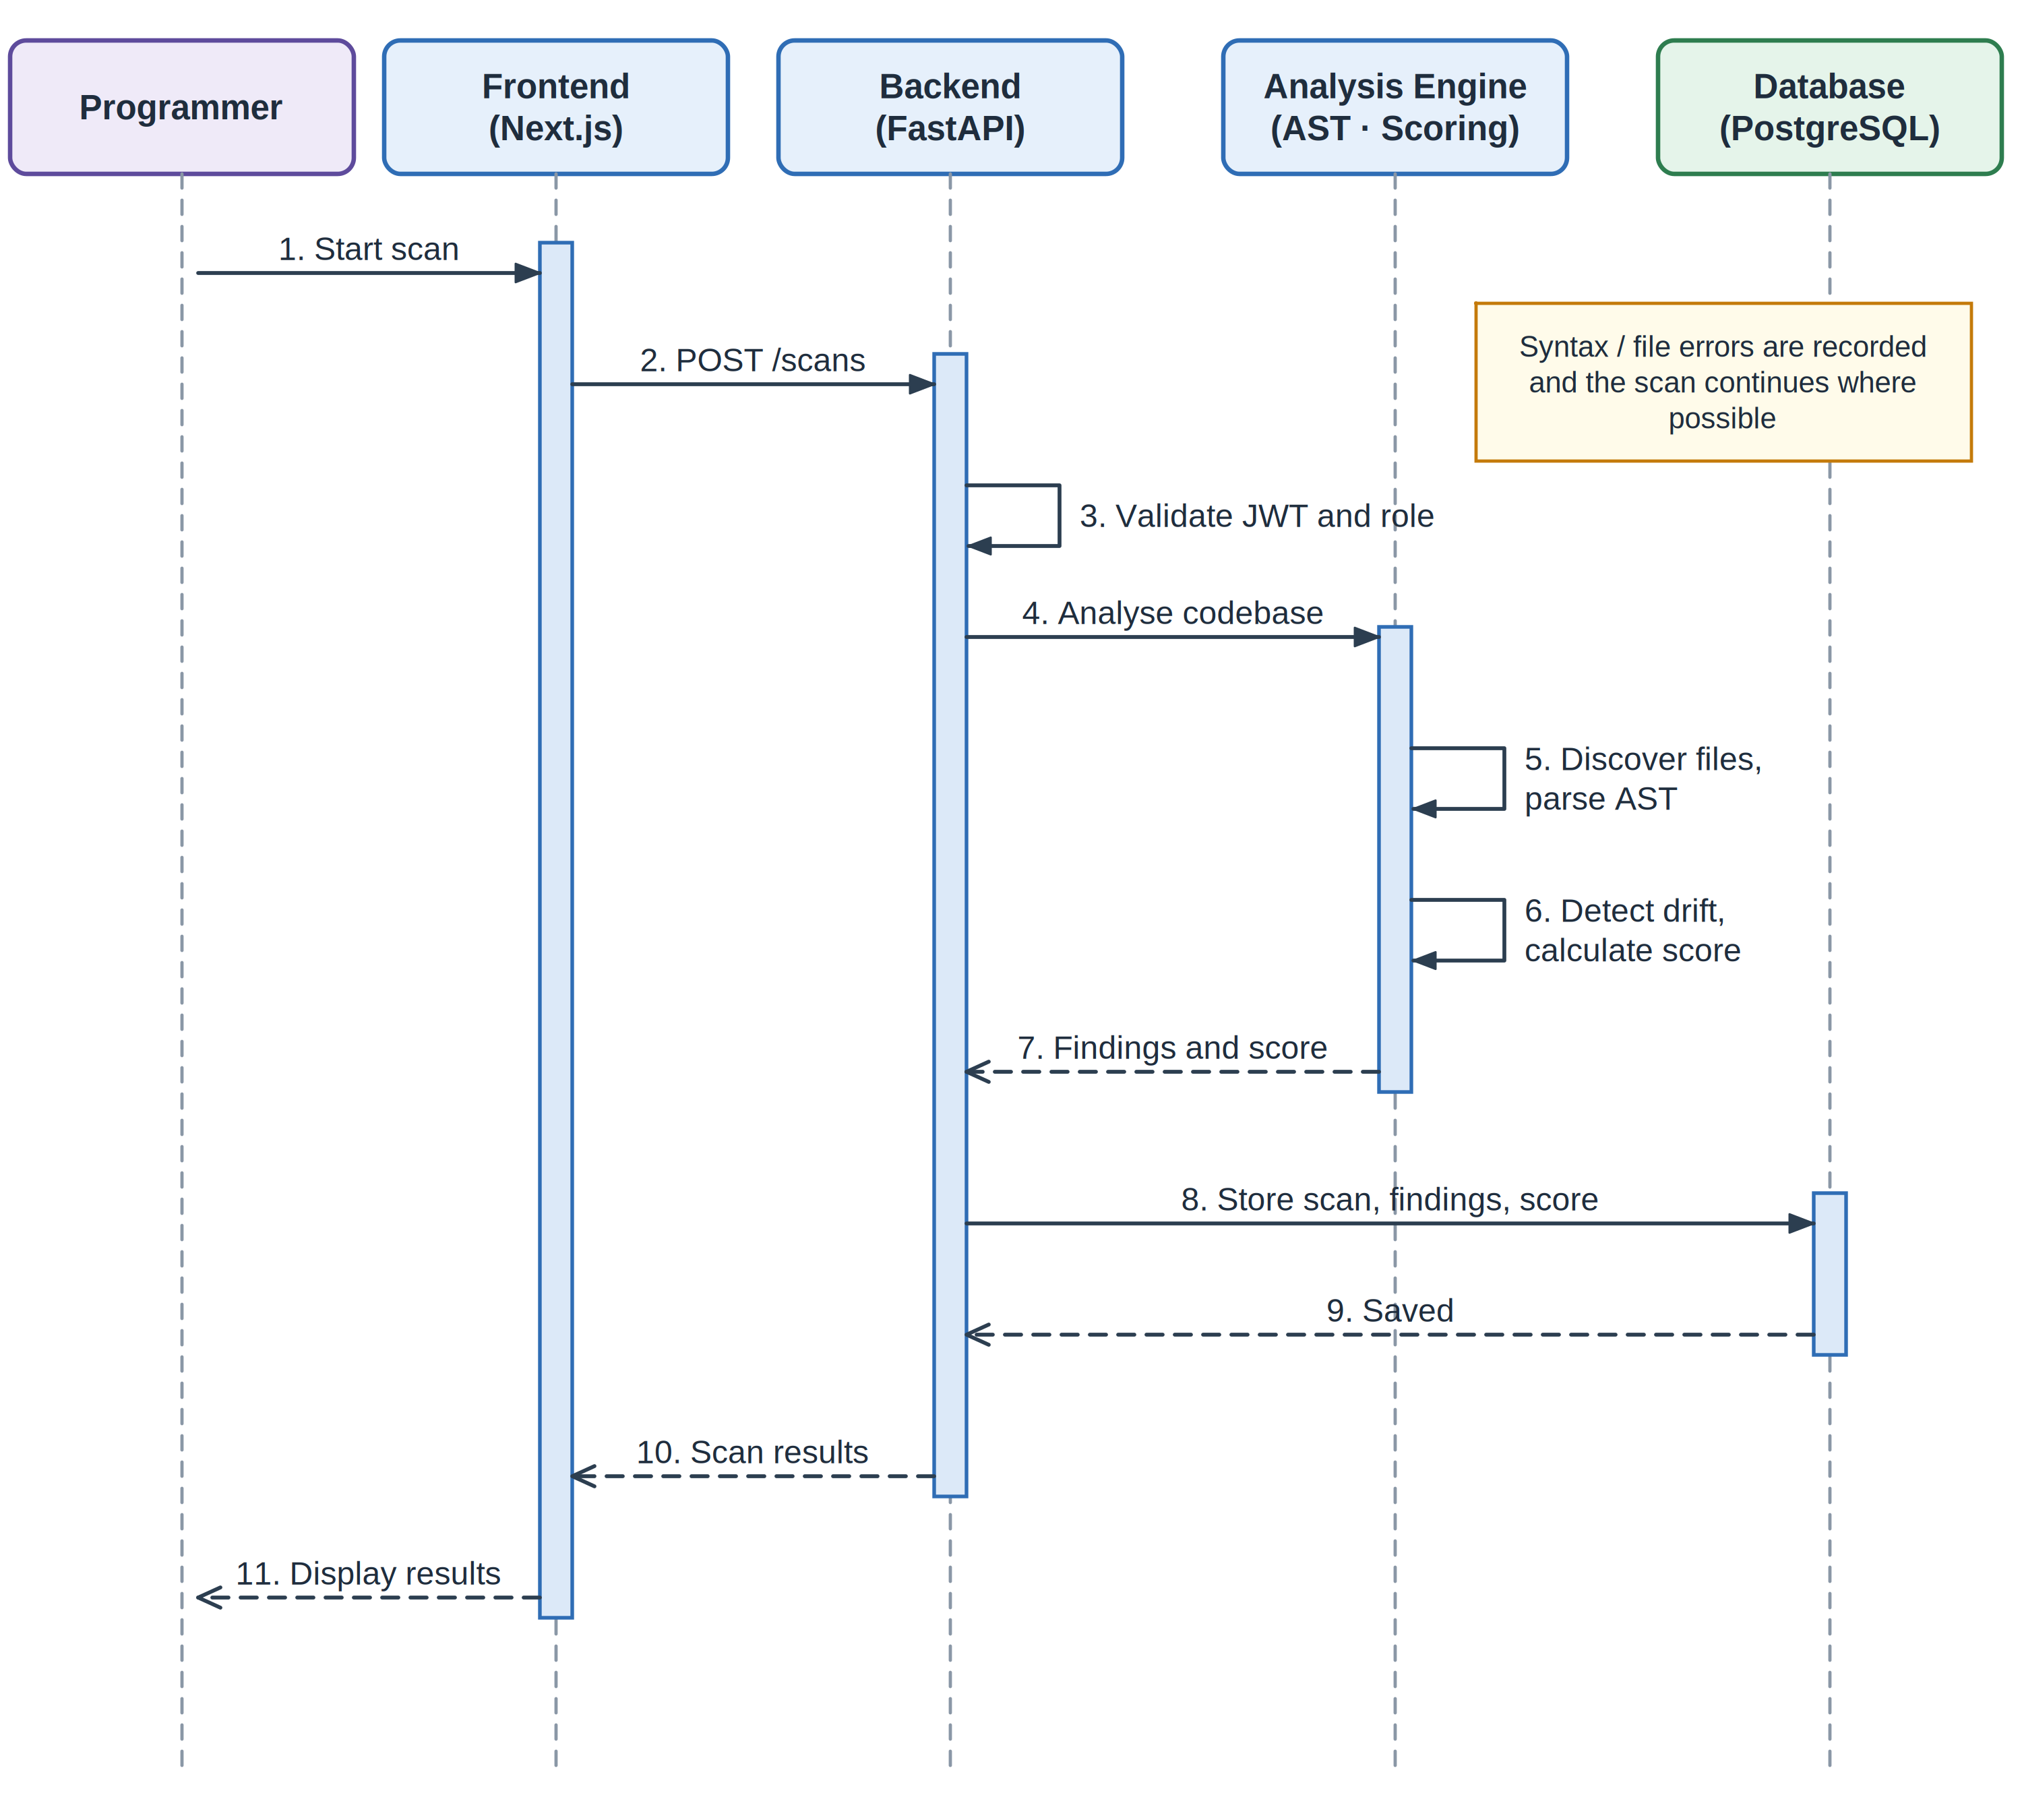 Programmer
Frontend
(Next.js)
Backend
(FastAPI)
Analysis Engine
(AST · Scoring)
Database
(PostgreSQL)
1. Start scan
Syntax / file errors are recorded
and the scan continues where
possible
2. POST /scans
3. Validate JWT and role
4. Analyse codebase
5. Discover files,
parse AST
6. Detect drift,
calculate score
7. Findings and score
8. Store scan, findings, score
9. Saved
10. Scan results
11. Display results